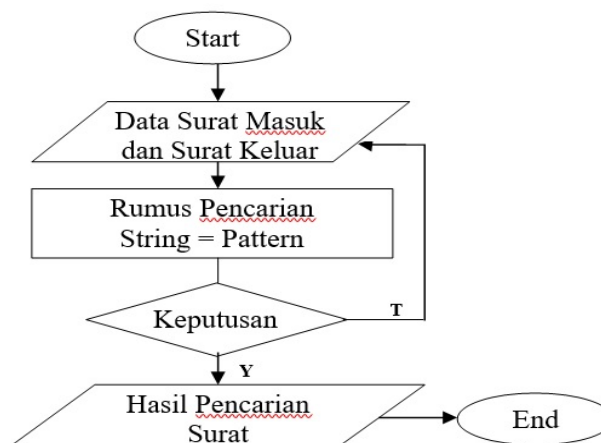 Start
Data Surat Masuk
dan Surat Keluar
Rumus Pencarian
String = Pattern
Keputusan
T
Y
Hasil Pencarian
Surat
End